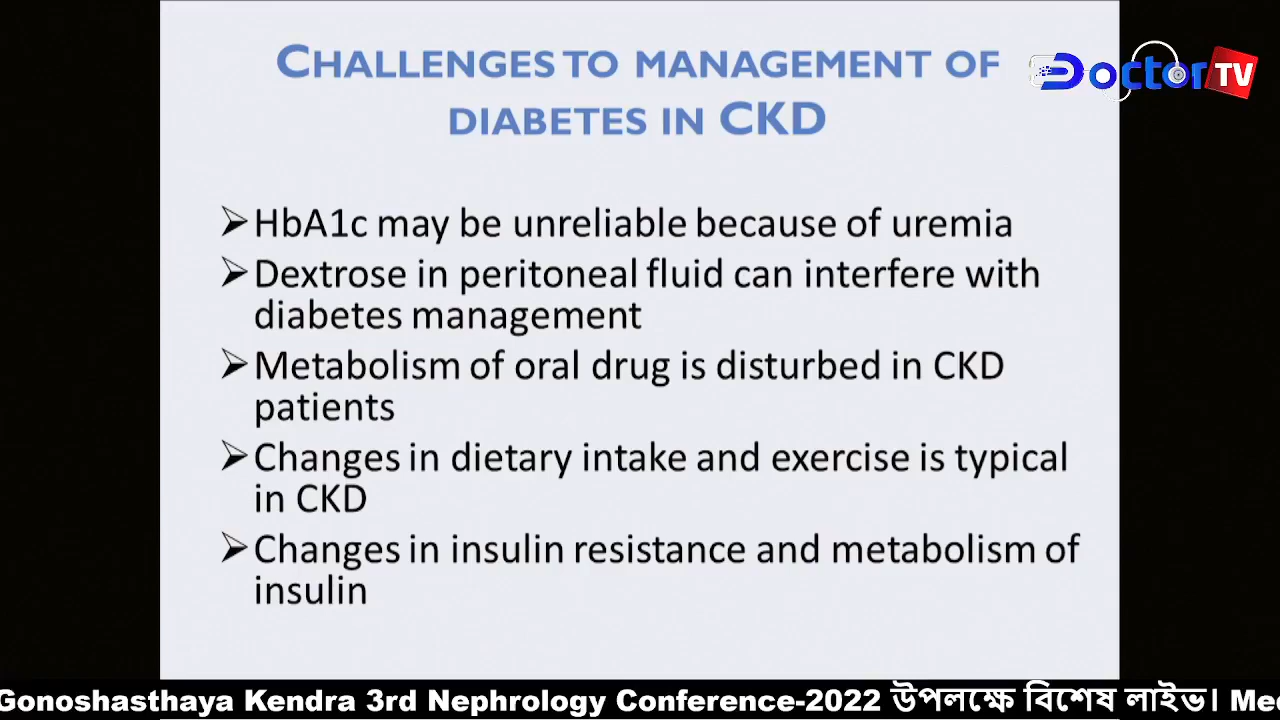 CHALLENGES TO MANAGEMENT OF
DIABETES IN CKD
Doctor TV
➢HbA1c may be unreliable because of uremia
➢Dextrose in peritoneal fluid can interfere with
diabetes management
➢Metabolism of oral drug is disturbed in CKD
patients
➢Changes in dietary intake and exercise is typical
in CKD
➢Changes in insulin resistance and metabolism of
insulin
Gonoshasthaya Kendra 3rd Nephrology Conference-2022 উপলক্ষে বিশেষ লাইভ। Me